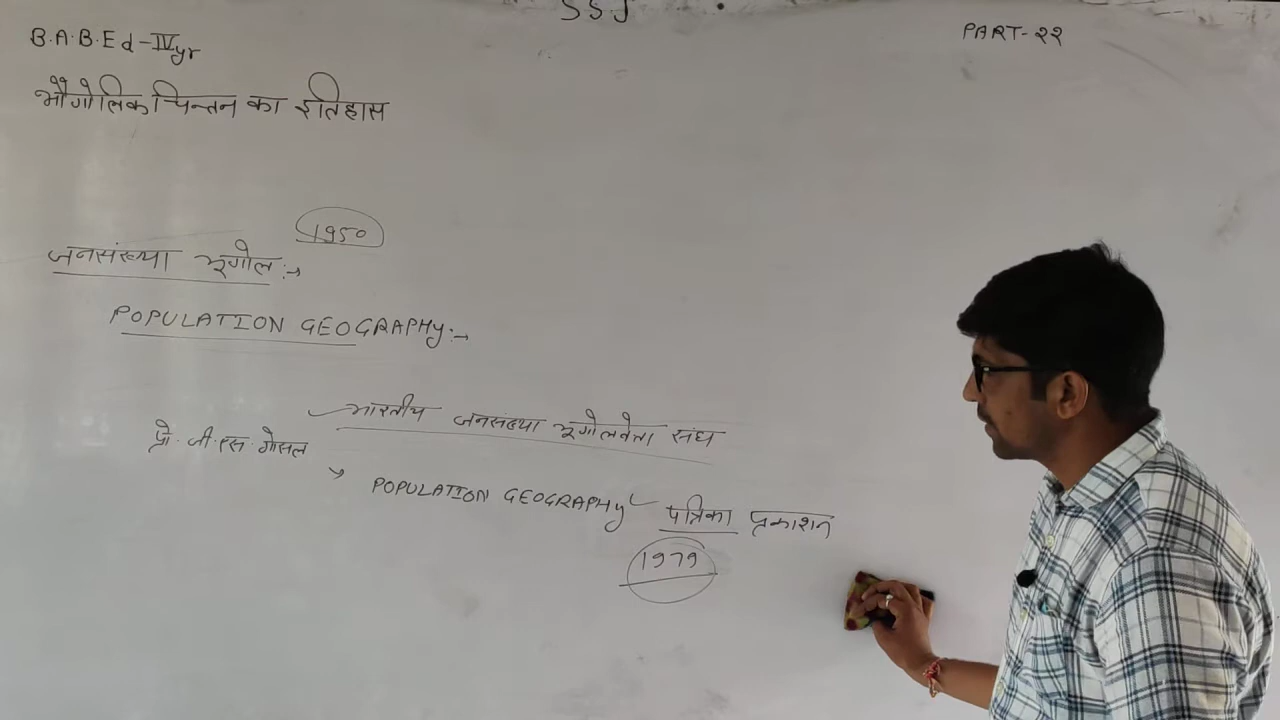 SSJ
PART-२२
B.A.B.Ed-IVyr
भौगोलिक चिन्तन का इतिहास
1950
जनसंख्या भूगोल:→
POPULATION GEOGRAPHy:→
भारतीय जनसंख्या भूगोलवेत्ता संघ
प्रो. जी. एस. गोसल
→ POPULATION GEOGRAPHy पत्रिका प्रकाशन
1979